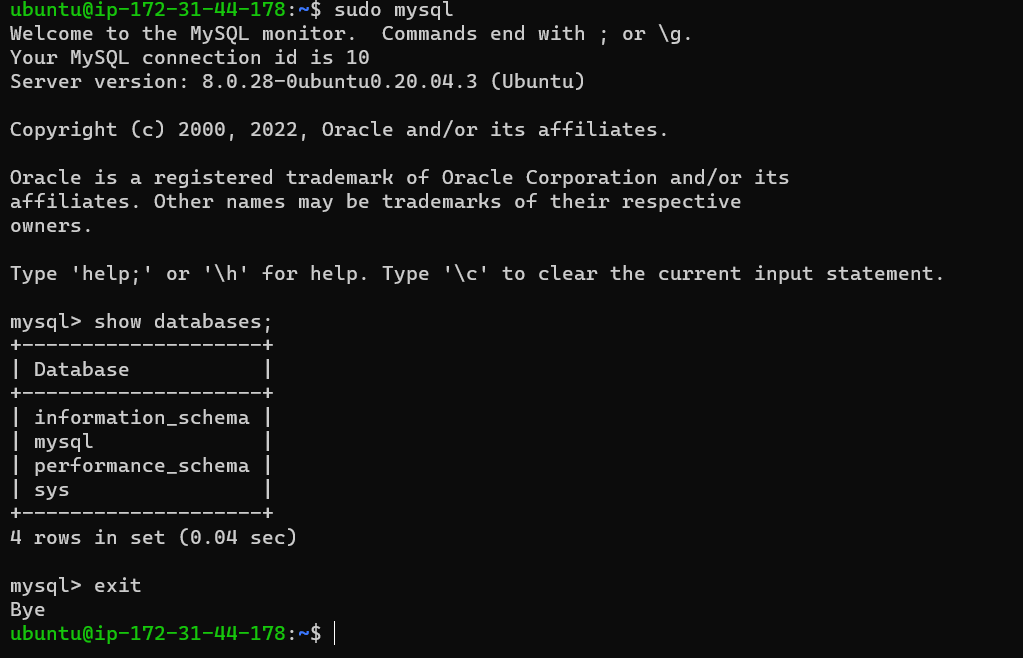 ubuntu@ip-172-31-44-178:~$ sudo mysql
Welcome to the MySQL monitor.  Commands end with ; or \g.
Your MySQL connection id is 10
Server version: 8.0.28-0ubuntu0.20.04.3 (Ubuntu)

Copyright (c) 2000, 2022, Oracle and/or its affiliates.

Oracle is a registered trademark of Oracle Corporation and/or its
affiliates. Other names may be trademarks of their respective
owners.

Type 'help;' or '\h' for help. Type '\c' to clear the current input statement.

mysql> show databases;
+--------------------+
| Database           |
+--------------------+
| information_schema |
| mysql              |
| performance_schema |
| sys                |
+--------------------+
4 rows in set (0.04 sec)

mysql> exit
Bye
ubuntu@ip-172-31-44-178:~$